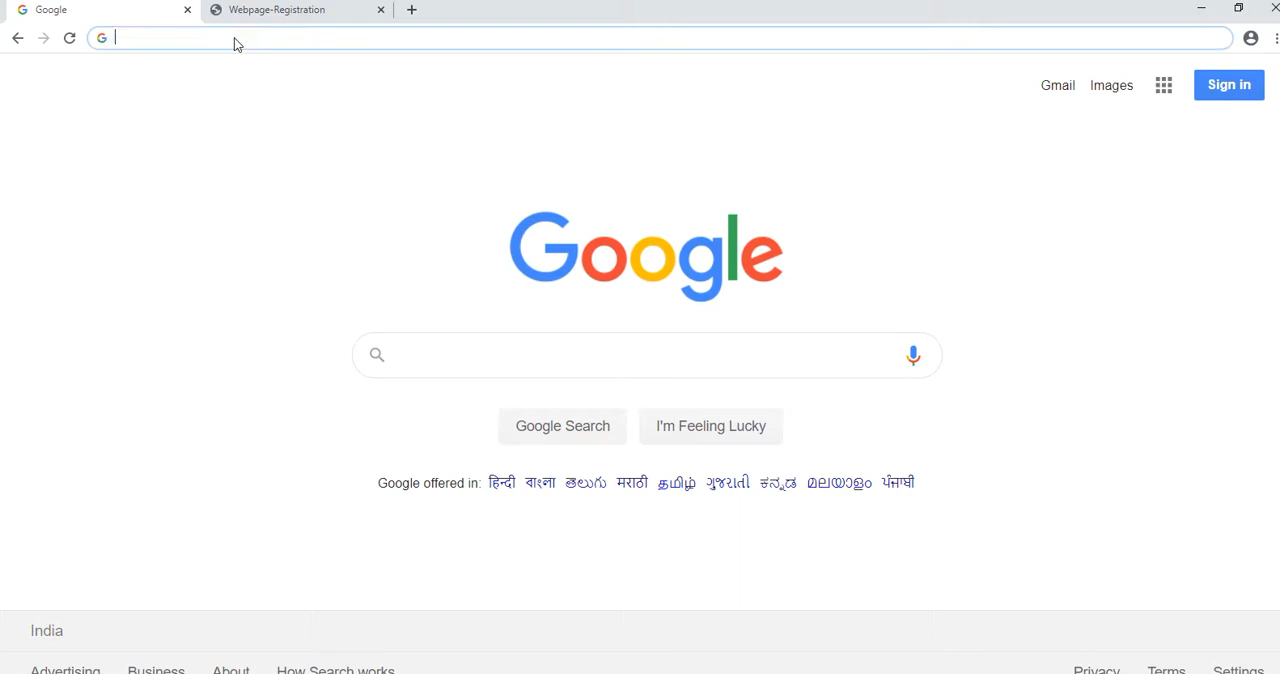 Google
Webpage-Registration
Gmail Images Sign in
Google
Google Search I'm Feeling Lucky
Google offered in: हिन्दी বাংলা తెలుగు मराठी தமிழ் ગુજરાતી ಕನ್ನಡ മലയാളം ਪੰਜਾਬੀ
India
Advertising Business About How Search works Privacy Terms Settings